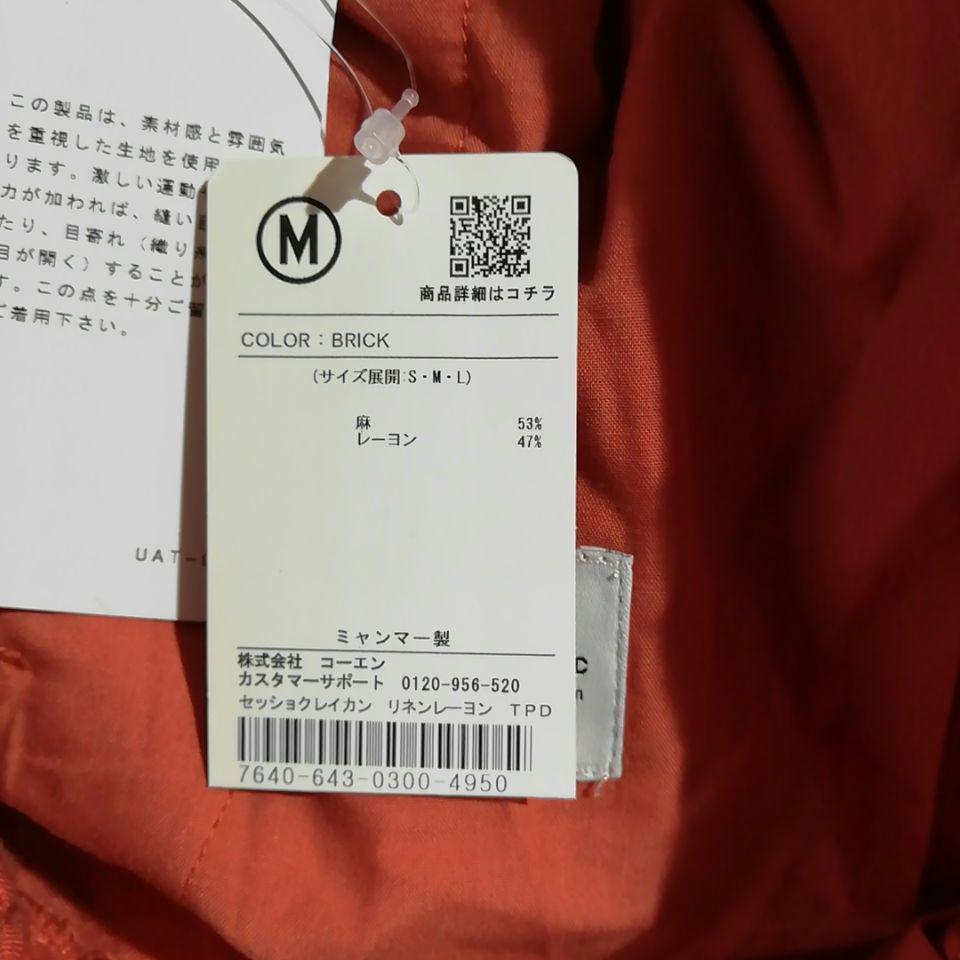 この製品は、素材感と雰囲気
を重視した生地を使用
ります。激しい運動
力が加われば、縫い
たり、目寄れ（織り
目が開く）することが
す。この点を十分ご留
ご着用下さい。
UAT-
M
商品詳細はコチラ
COLOR：BRICK
(サイズ展開:S・M・L)
麻 53%
レーヨン 47%
ミャンマー製
株式会社 コーエン
カスタマーサポート 0120-956-520
セッショクレイカン リネンレーヨン TPD
7640-643-0300-4950
C
n